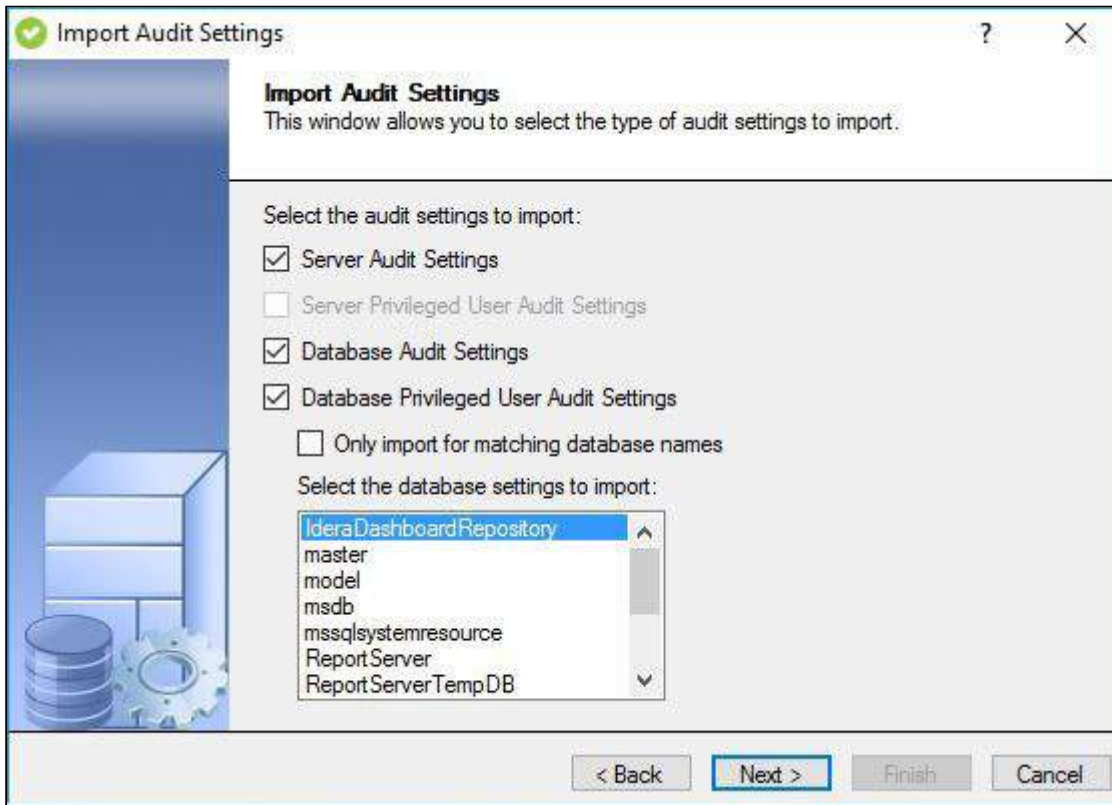 Import Audit Settings
?
Import Audit Settings
This window allows you to select the type of audit settings to import.
Select the audit settings to import:
Server Audit Settings
Server Privileged User Audit Settings
Database Audit Settings
Database Privileged User Audit Settings
Only import for matching database names
Select the database settings to import:
IderaDashboardRepository
master
model
msdb
mssqlsystemresource
ReportServer
ReportServerTempDB
< Back Next > Finish Cancel